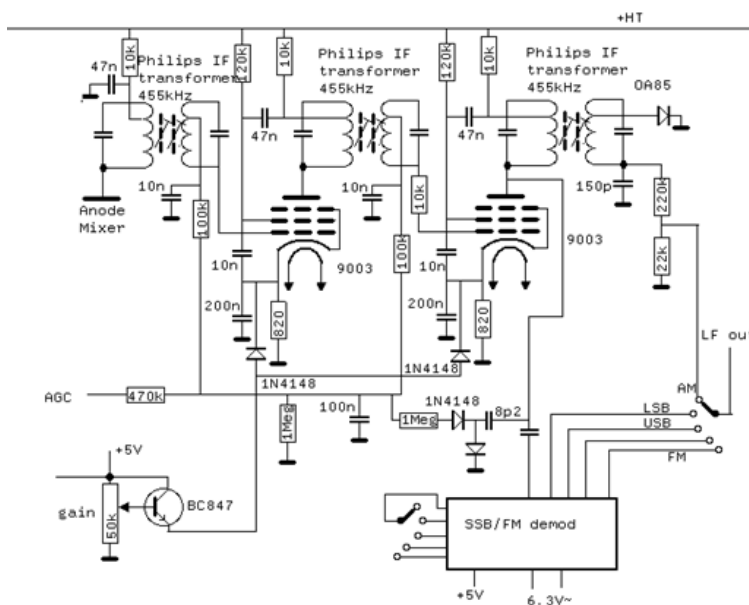 +HT
10k
47n
Philips IF
transformer
455kHz
120k
10k
Philips IF
transformer
455kHz
120k
10k
Philips IF
transformer
455kHz
OA85
47n
47n
10n
Anode
Mixer
100k
10n
10k
150p
220k
22k
10n
9003
100k
10n
9003
200n
820
200n
820
LF out
1N4148
1N4148
AGC
470k
1Meg
100n
1Meg
1N4148
8p2
AM
LSB
USB
FM
+5V
gain
50k
BC847
SSB/FM demod
+5V
6.3V~